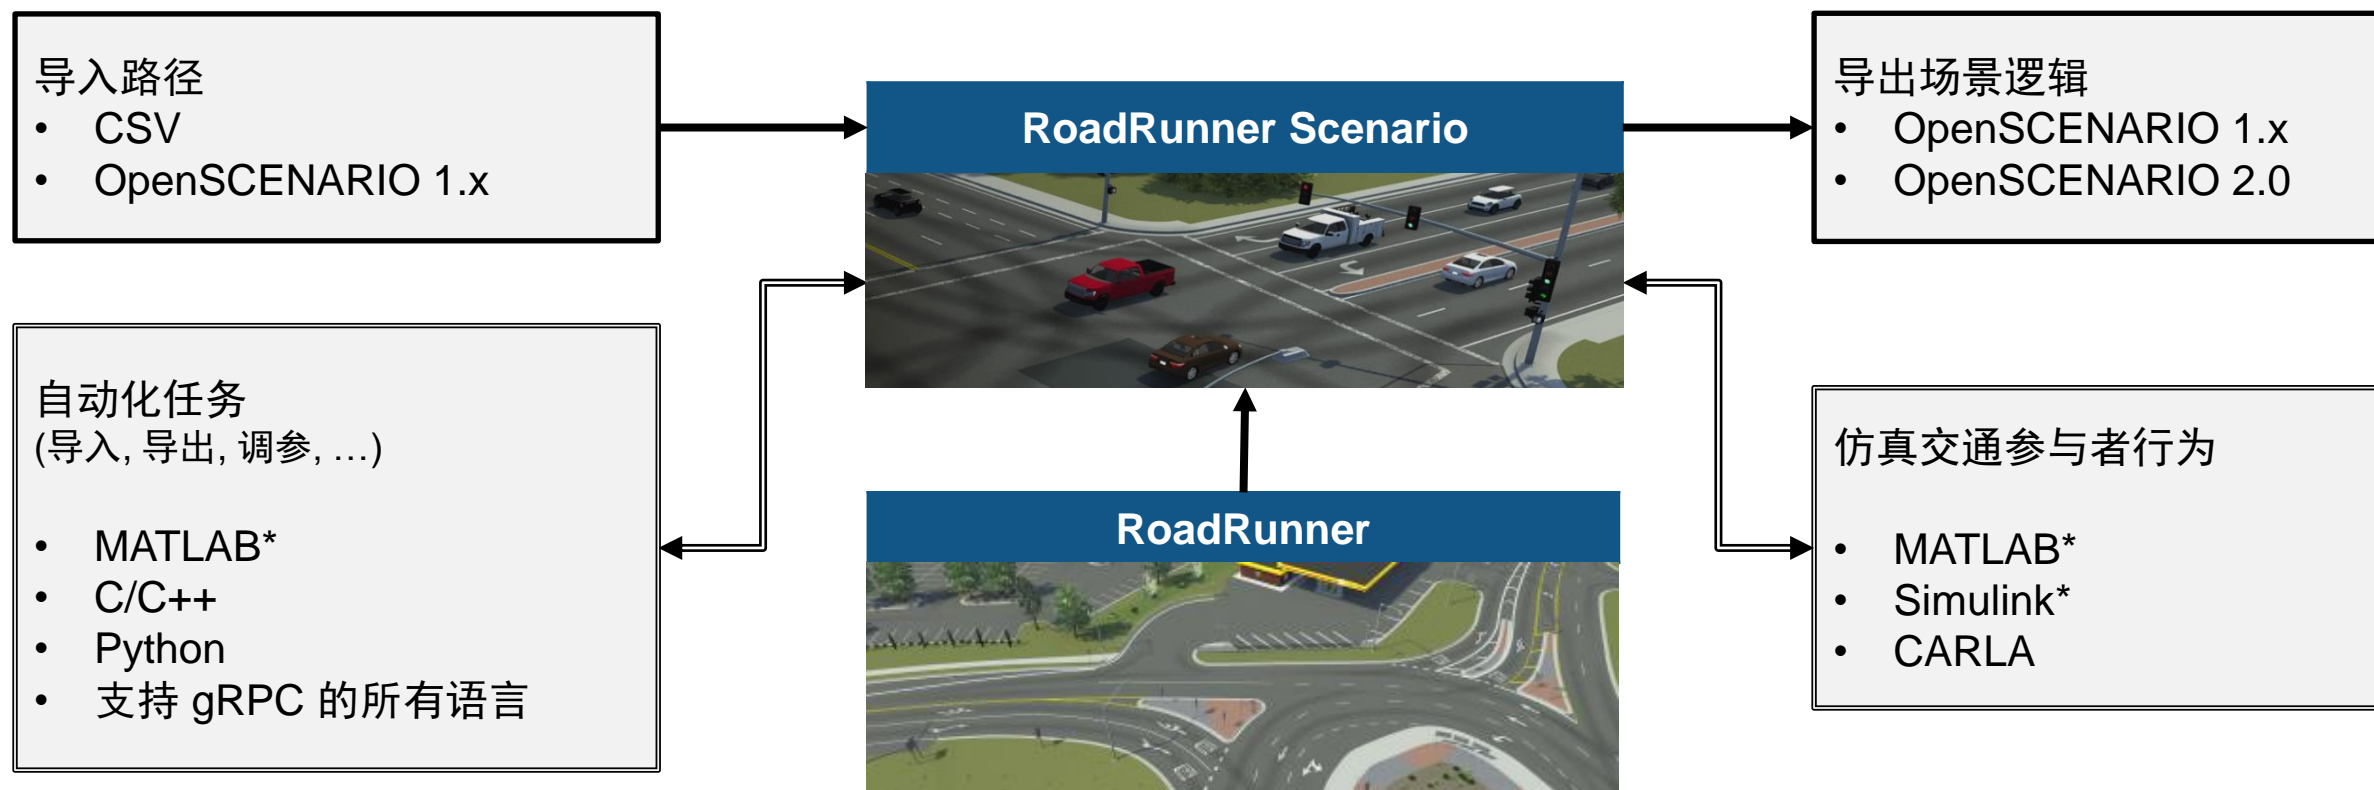 导入路径
• CSV
• OpenSCENARIO 1.x
RoadRunner Scenario
导出场景逻辑
• OpenSCENARIO 1.x
• OpenSCENARIO 2.0
自动化任务
(导入, 导出, 调参, …)
• MATLAB*
• C/C++
• Python
• 支持 gRPC 的所有语言
RoadRunner
仿真交通参与者行为
• MATLAB*
• Simulink*
• CARLA